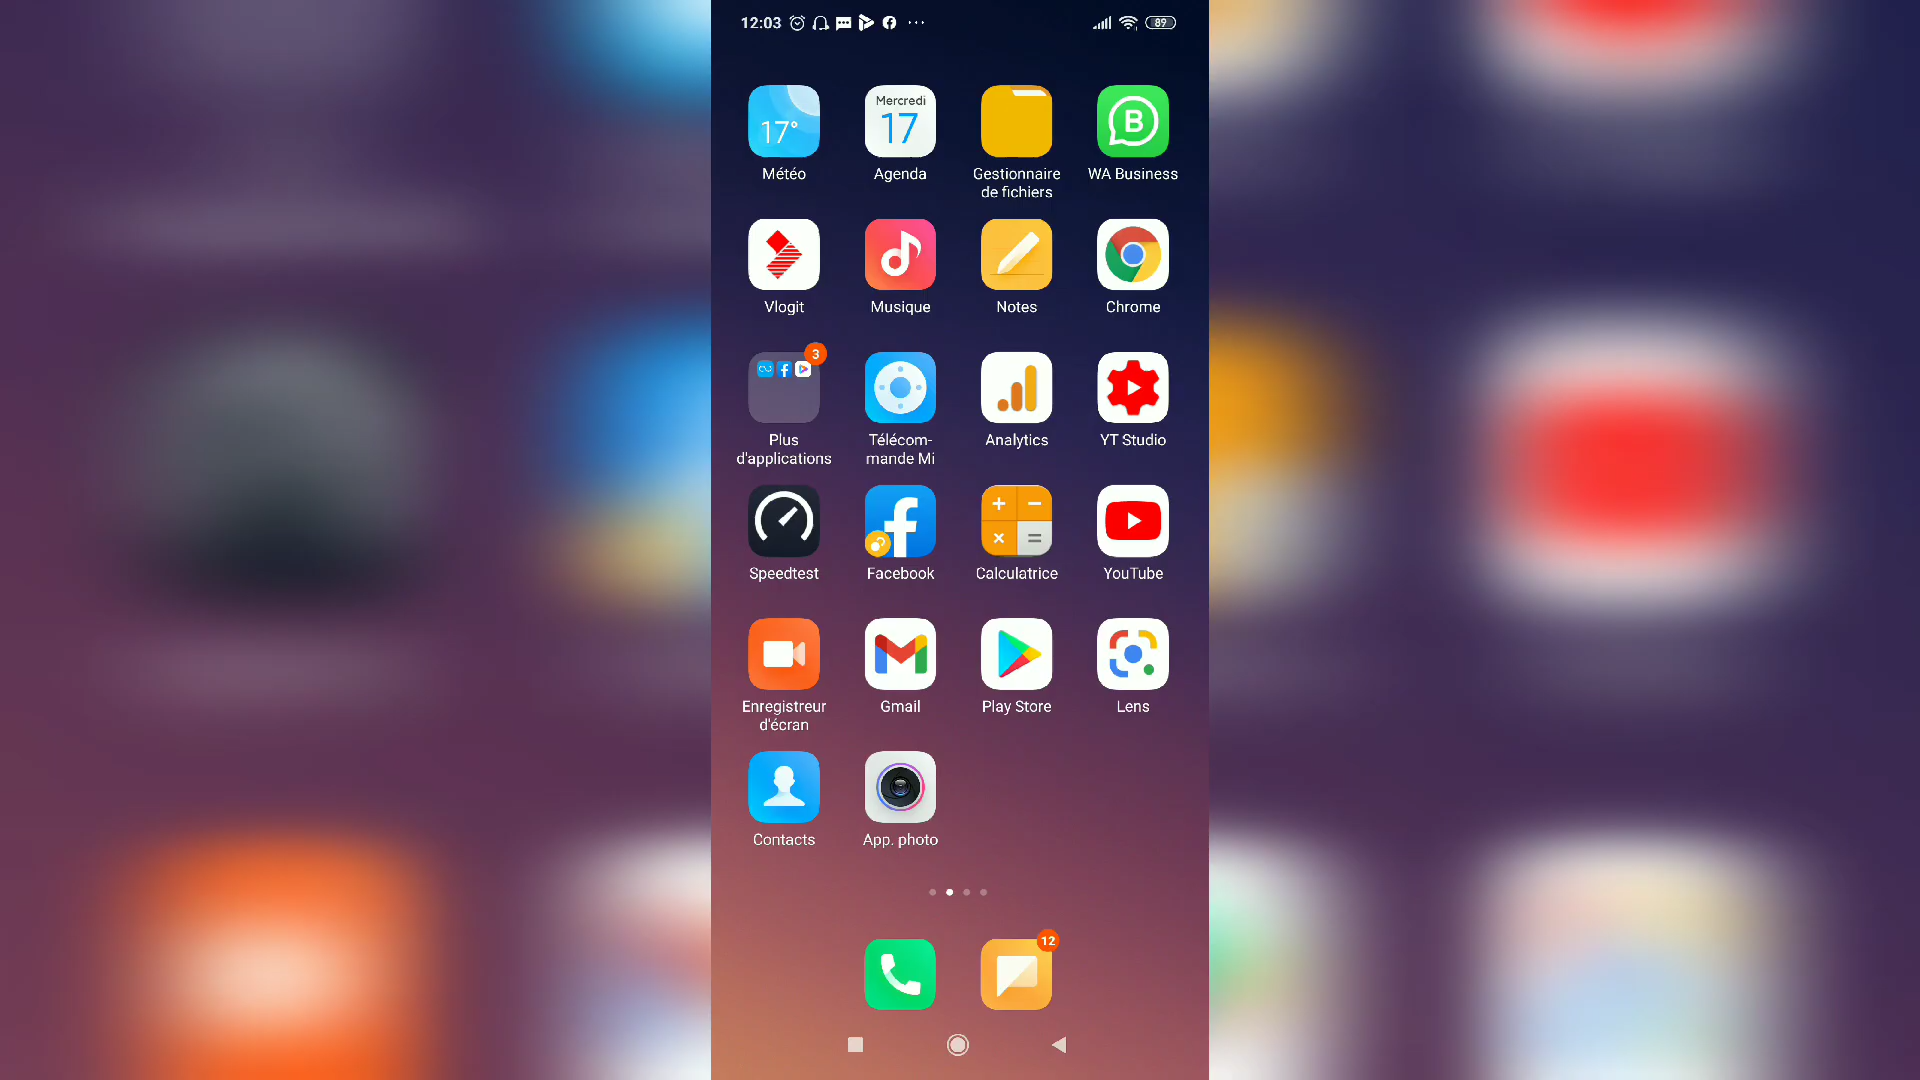 12:03
89
17°
Mercredi
17
B
Météo
Agenda
Gestionnaire
de fichiers
WA Business
Vlogit
Musique
Notes
Chrome
3
Plus
d'applications
Télécom-
mande Mi
Analytics
YT Studio
Speedtest
Facebook
Calculatrice
YouTube
Enregistreur
d'écran
Gmail
Play Store
Lens
Contacts
App. photo
12